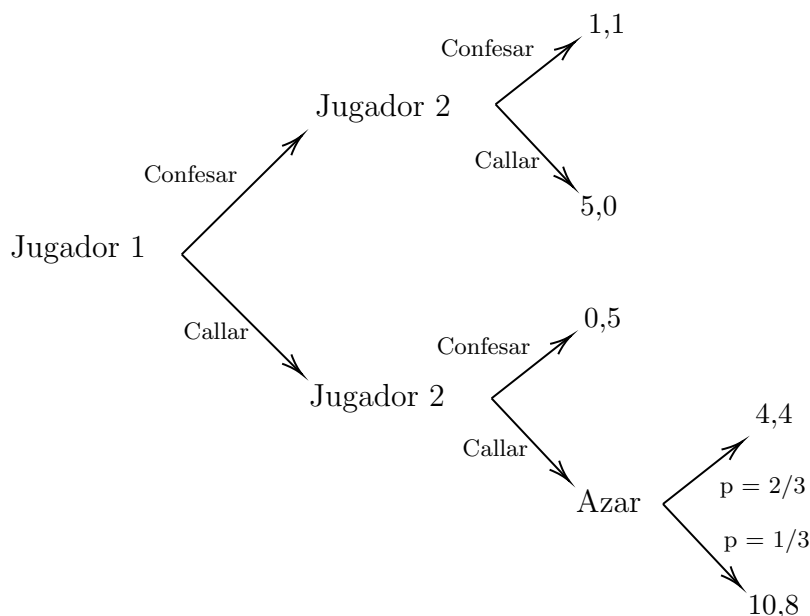 1,1
Confesar
Jugador 2
Callar
Confesar
5,0
Jugador 1
Callar
0,5
Confesar
Jugador 2
Callar
4,4
p = 2/3
Azar
p = 1/3
10,8